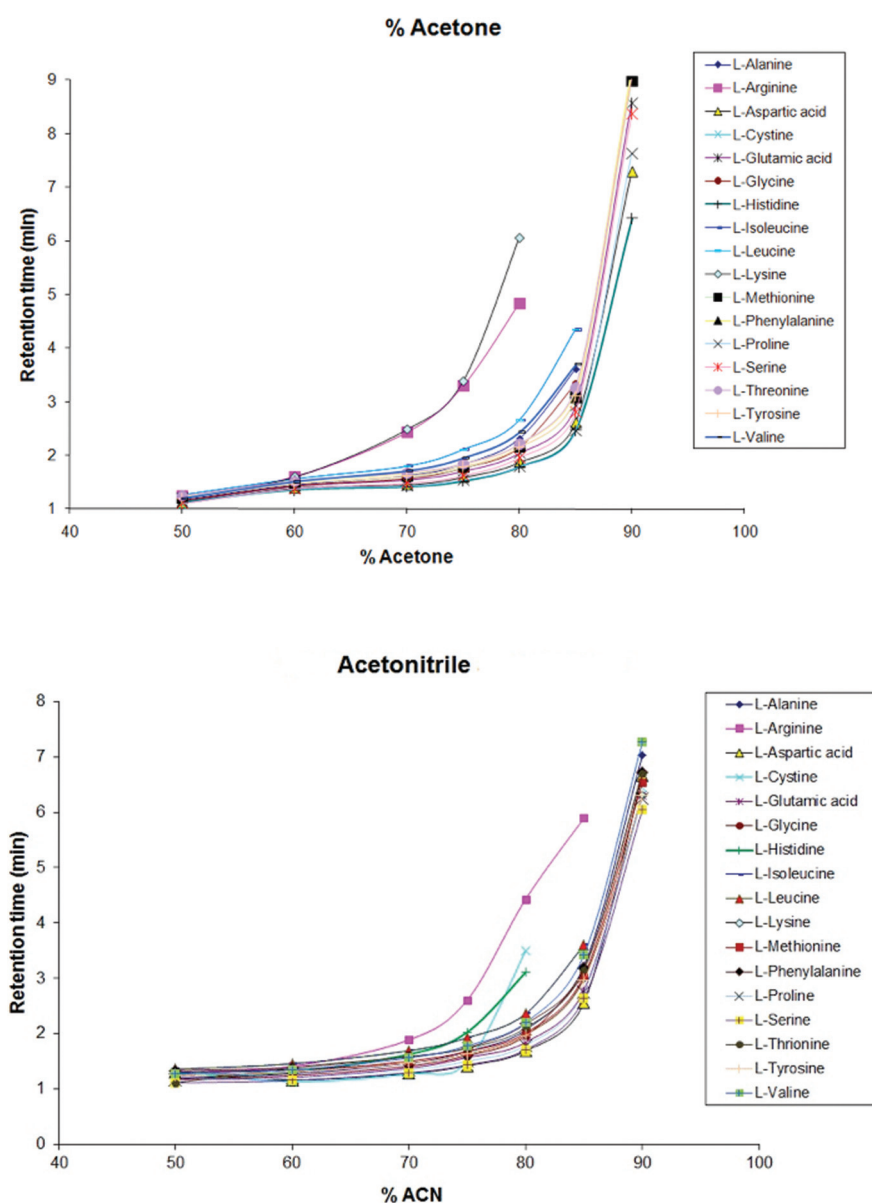 % Acetone
9
8
7
6
5
4
3
2
1
40
50
60
70
80
90
100
Retention time (min)
% Acetone
L-Alanine
L-Arginine
L-Aspartic acid
L-Cystine
L-Glutamic acid
L-Glycine
L-Histidine
L-Isoleucine
L-Leucine
L-Lysine
L-Methionine
L-Phenylalanine
L-Proline
L-Serine
L-Threonine
L-Tyrosine
L-Valine
Acetonitrile
8
7
6
5
4
3
2
1
0
40
50
60
70
80
90
100
Retention time (min)
% ACN
L-Alanine
L-Arginine
L-Aspartic acid
L-Cystine
L-Glutamic acid
L-Glycine
L-Histidine
L-Isoleucine
L-Leucine
L-Lysine
L-Methionine
L-Phenylalanine
L-Proline
L-Serine
L-Thrionine
L-Tyrosine
L-Valine